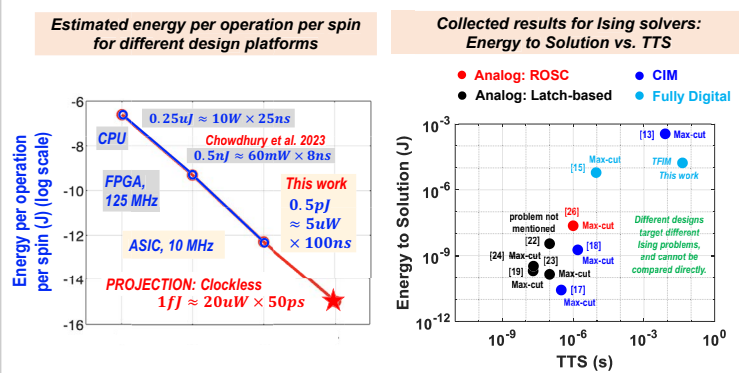 Estimated energy per operation per spin
for different design platforms
Energy per operation
per spin (J) (log scale)
-6
-8
-10
-12
-14
-16
CPU
0.25uJ ≈ 10W × 25ns
Chowdhury et al. 2023
0.5nJ ≈ 60mW × 8ns
FPGA,
125 MHz
This work
0.5pJ
≈ 5uW
× 100ns
ASIC, 10 MHz
PROJECTION: Clockless
1fJ ≈ 20uW × 50ps
Collected results for Ising solvers:
Energy to Solution vs. TTS
Analog: ROSC
CIM
Analog: Latch-based
Fully Digital
Energy to Solution (J)
10-3
10-6
10-9
10-12
[13] Max-cut
Max-cut
[15]
TFIM
This work
[26]
Max-cut
problem not
mentioned
[22]
Different designs
target different
Ising problems,
and cannot be
compared directly.
[18]
Max-cut
[24] Max-cut
[23]
[19]
Max-cut
Max-cut
[17]
Max-cut
10-9
10-6
10-3
100
TTS (s)